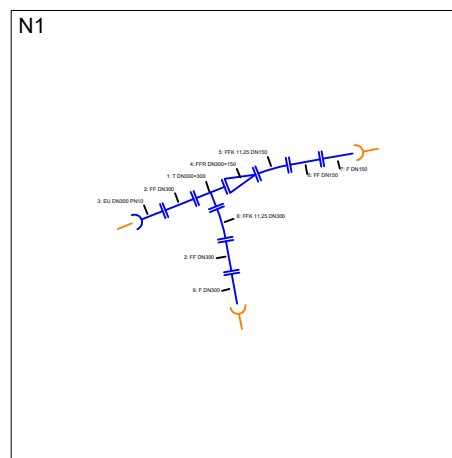 N1
5: FFK 11,25 DN150
4: FFR DN300×150
1: T DN300×300
2: FF DN300
3: EU DN300 PN10
6: FF DN150
7: F DN150
8: FFK 11,25 DN300
2: FF DN300
9: F DN300